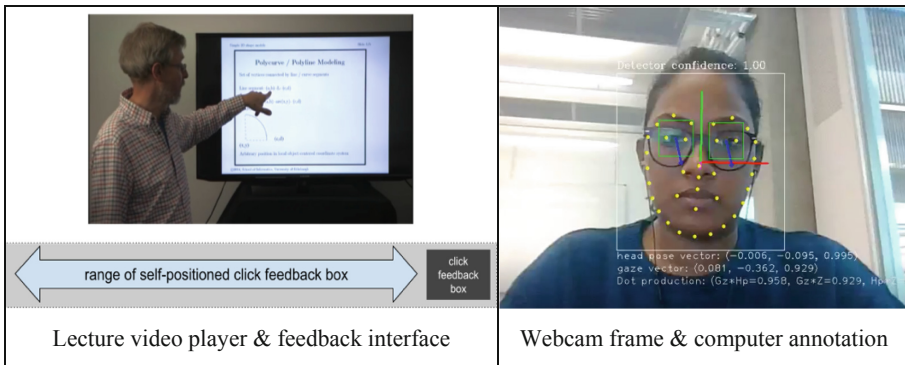 Polycurve / Polyline Modeling
range of self-positioned click feedback box
click
feedback
box
Lecture video player & feedback interface
Detector confidence: 1.00
head pose vector: (-0.006, -0.095, 0.995)
gaze vector: (0.081, -0.362, 0.929)
Dot production: (Gz*Hp=0.958, Gz*Z=0.929, Hp*Z
Webcam frame & computer annotation